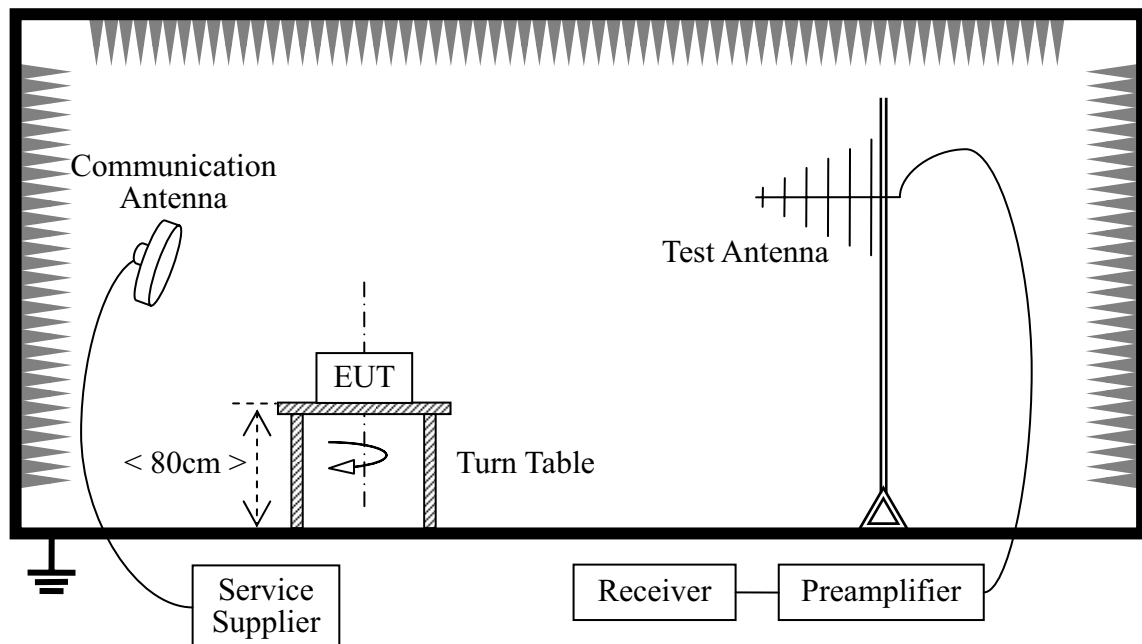 Communication
Antenna
Test Antenna
EUT
< 80cm >
Turn Table
Service
Supplier
Receiver
Preamplifier